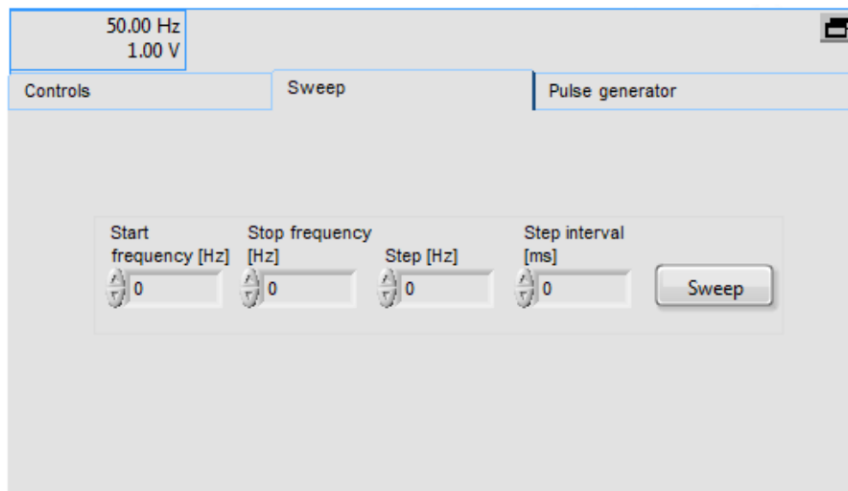 50.00 Hz
1.00 V
Controls
Sweep
Pulse generator
Start
frequency [Hz]
Stop frequency
[Hz]
Step [Hz]
Step interval
[ms]
0
0
0
0
Sweep